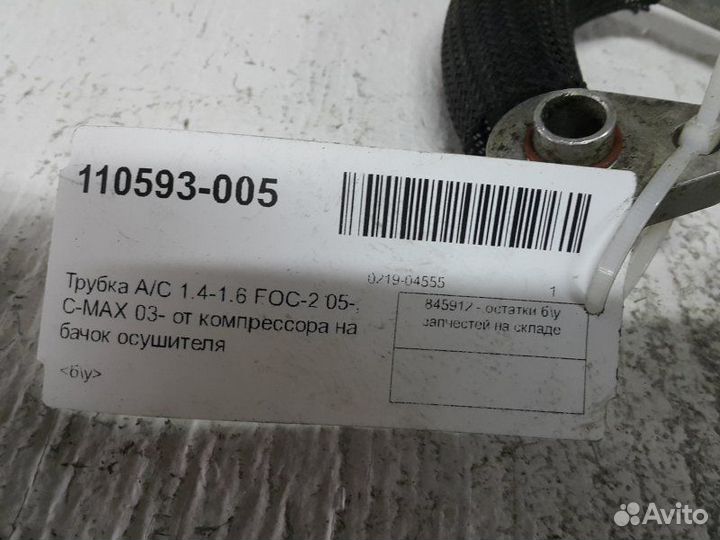 110593-005
0219-04555 1
Трубка A/C 1.4-1.6 FOC-2 05-,
C-MAX 03- от компрессора на
бачок осушителя
<б\у>
845912 - остатки б\у
запчестей на складе
Avito